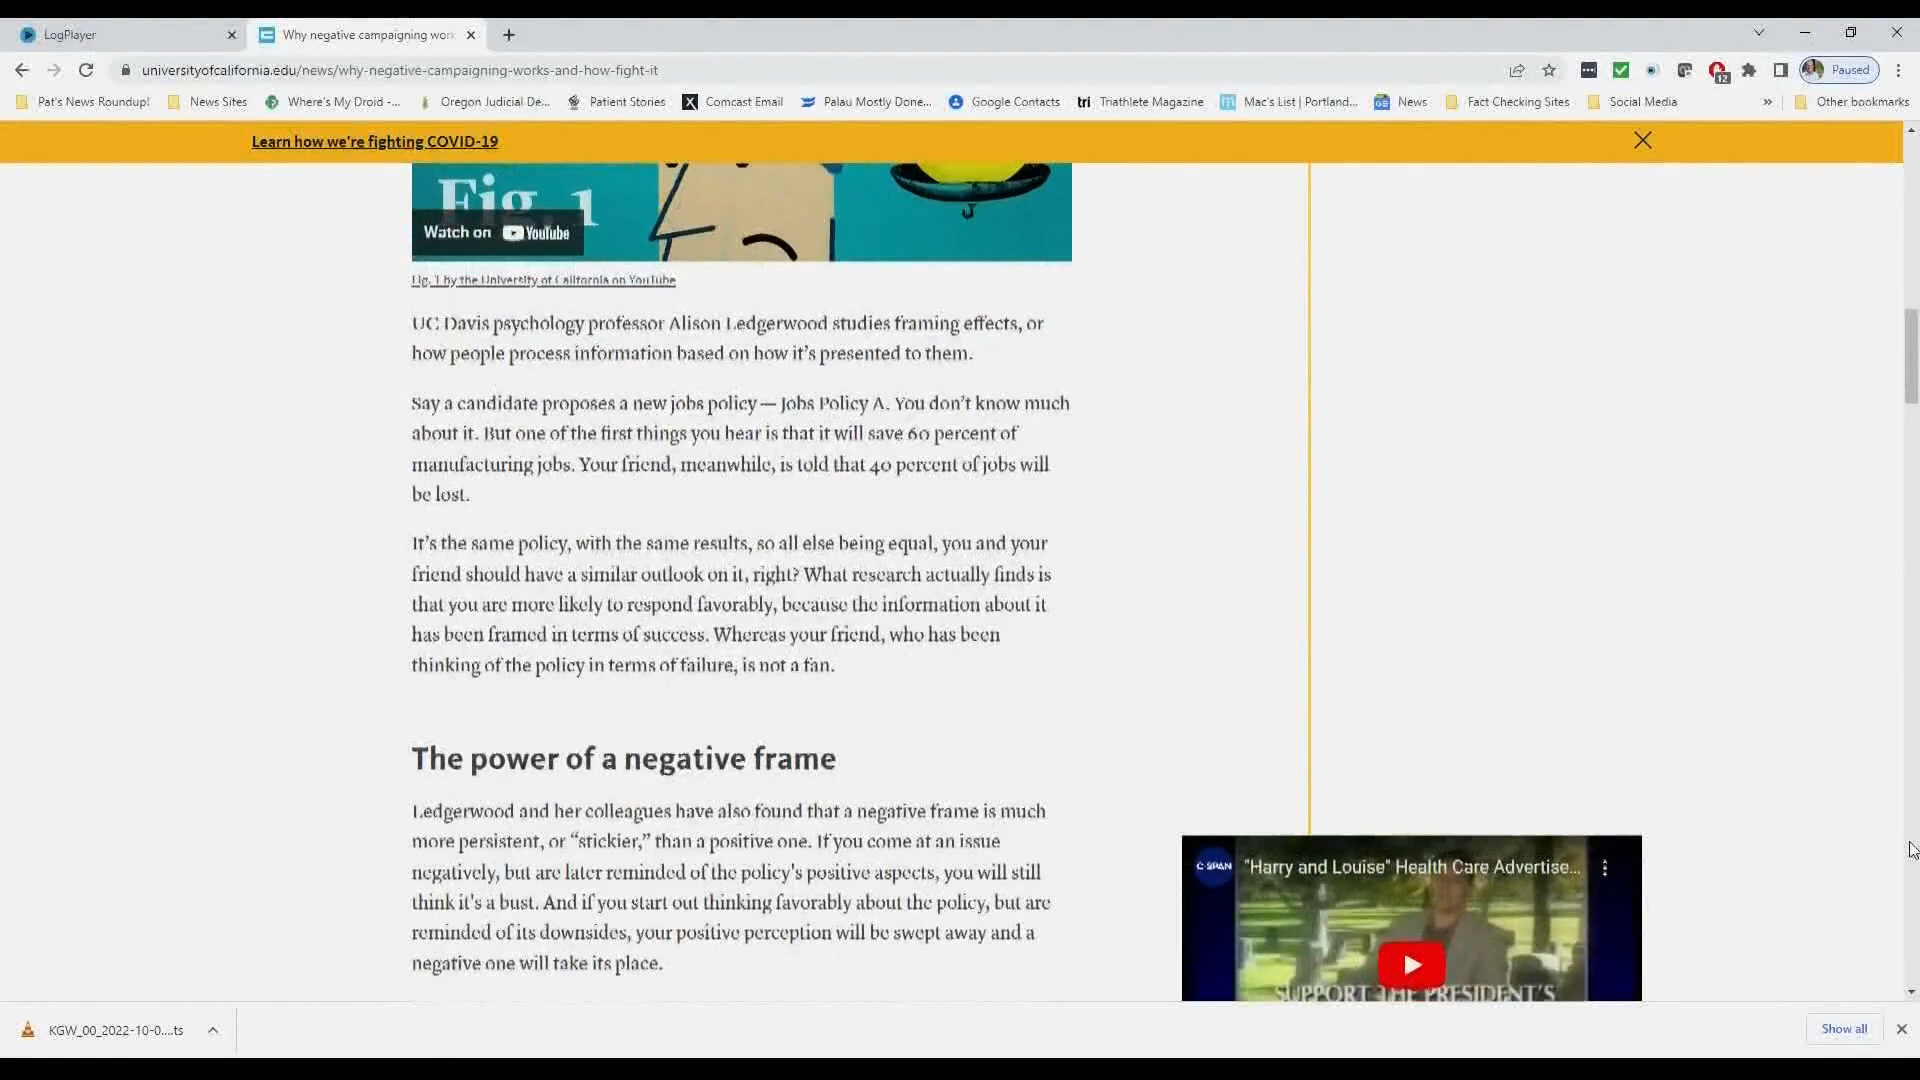 LogPlayer
Why negative campaigning wor
universityofcalifornia.edu/news/why-negative-campaigning-works-and-how-fight-it
12
Paused
Pat's News Roundup!
News Sites
Where's My Droid -...
Oregon Judicial De...
Patient Stories
Comcast Email
Palau Mostly Done...
Google Contacts
tri Triathlete Magazine
Mac's List | Portland...
News
Fact Checking Sites
Social Media
»
Other bookmarks
Learn how we're fighting COVID-19
Fig. 1
Watch on YouTube
Fig. 1 by the University of California on YouTube
UC Davis psychology professor Alison Ledgerwood studies framing effects, or
how people process information based on how it's presented to them.
Say a candidate proposes a new jobs policy — Jobs Policy A. You don't know much
about it. But one of the first things you hear is that it will save 60 percent of
manufacturing jobs. Your friend, meanwhile, is told that 40 percent of jobs will
be lost.
It's the same policy, with the same results, so all else being equal, you and your
friend should have a similar outlook on it, right? What research actually finds is
that you are more likely to respond favorably, because the information about it
has been framed in terms of success. Whereas your friend, who has been
thinking of the policy in terms of failure, is not a fan.
The power of a negative frame
Ledgerwood and her colleagues have also found that a negative frame is much
more persistent, or “stickier,” than a positive one. If you come at an issue
negatively, but are later reminded of the policy's positive aspects, you will still
think it's a bust. And if you start out thinking favorably about the policy, but are
reminded of its downsides, your positive perception will be swept away and a
negative one will take its place.
C-SPAN "Harry and Louise" Health Care Advertise...
SUPPORT THE PRESIDENT'S
KGW_00_2022-10-0....ts
Show all